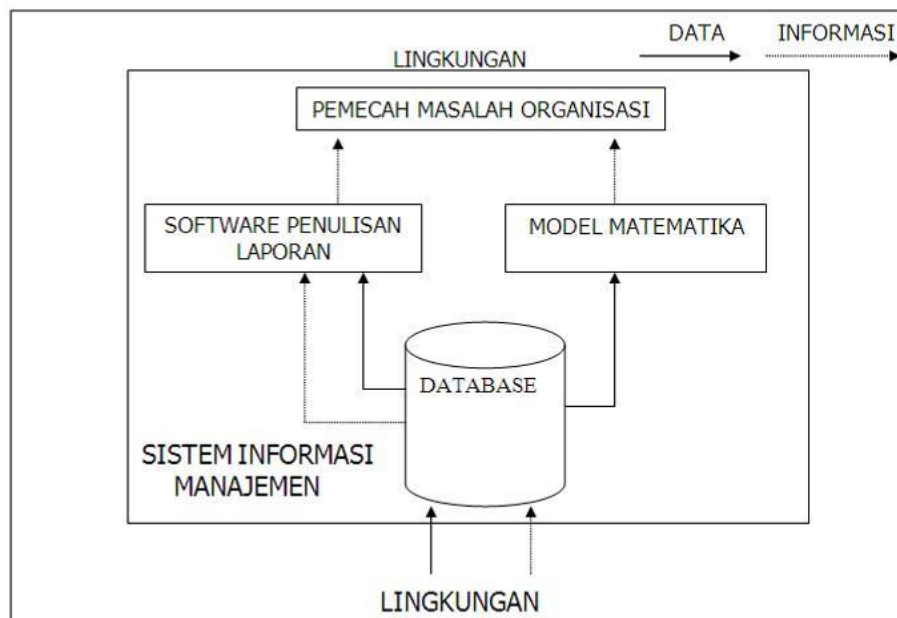 DATA INFORMASI
LINGKUNGAN
PEMECAH MASALAH ORGANISASI
SOFTWARE PENULISAN
LAPORAN
MODEL MATEMATIKA
DATABASE
SISTEM INFORMASI
MANAJEMEN
LINGKUNGAN